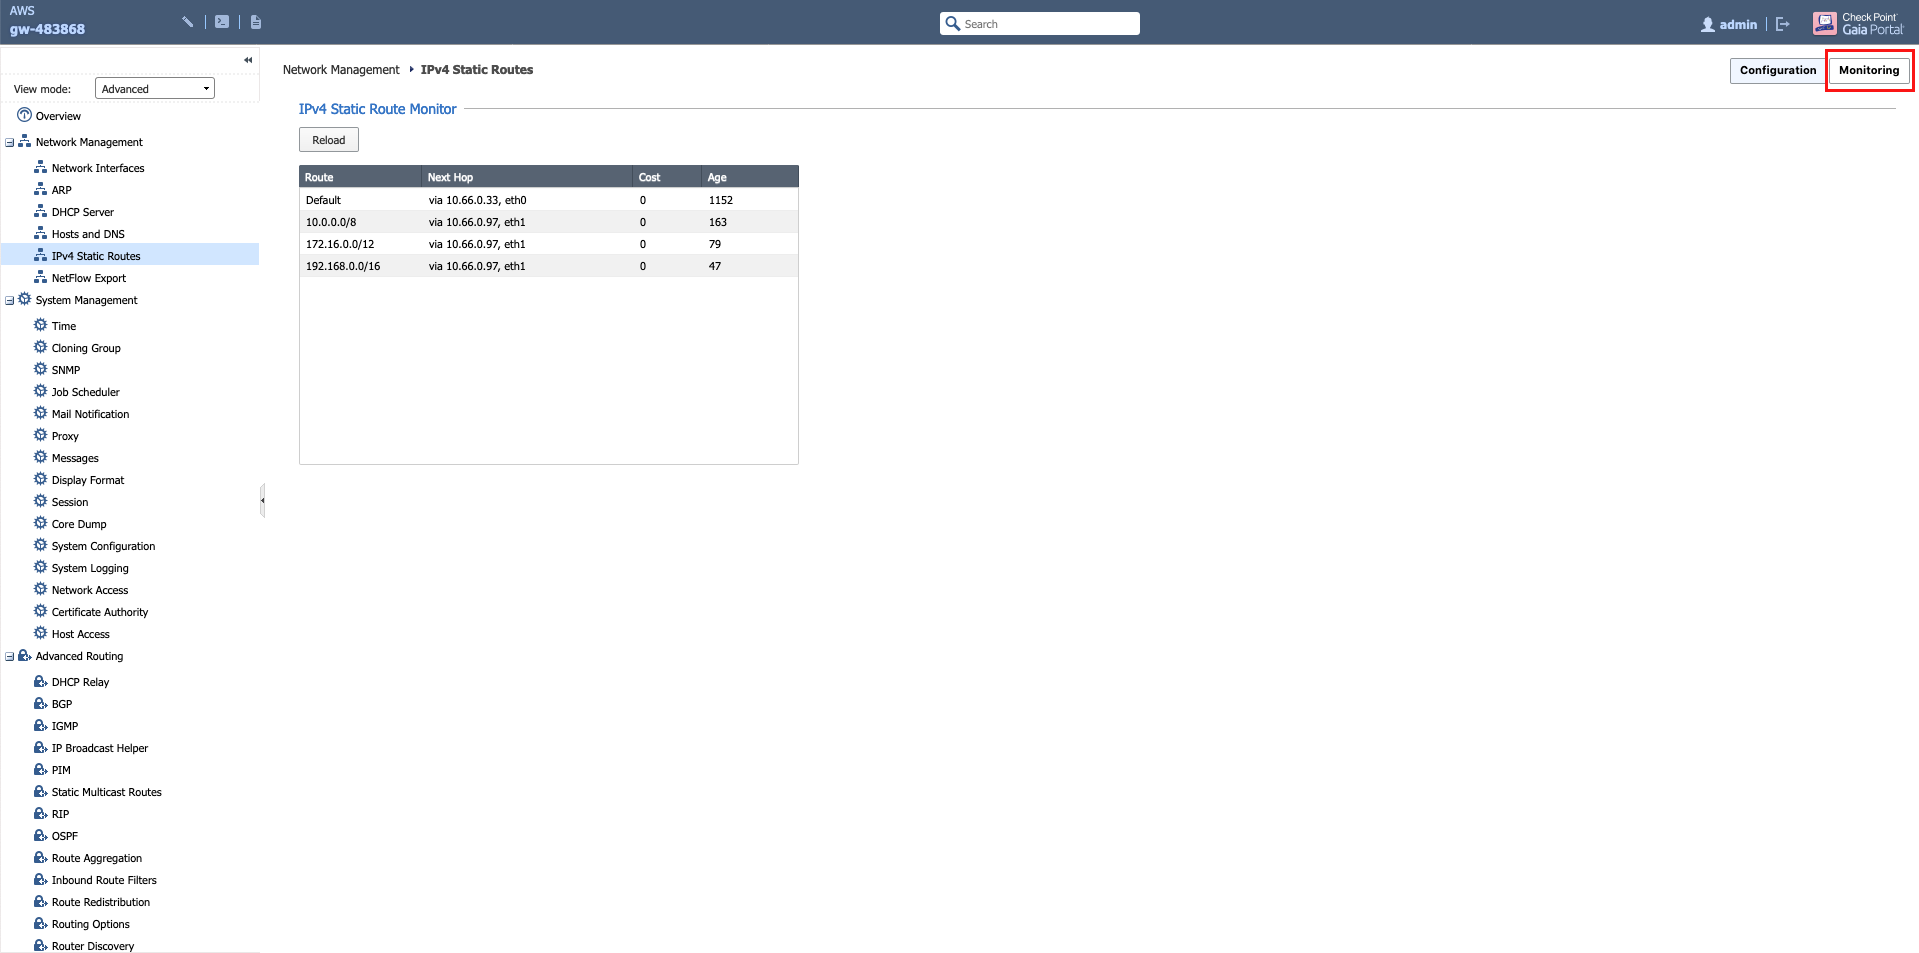 AWS
gw-483868
Search
admin
Check Point
Gaia Portal
View mode: Advanced
Overview
Network Management
Network Interfaces
ARP
DHCP Server
Hosts and DNS
IPv4 Static Routes
NetFlow Export
System Management
Time
Cloning Group
SNMP
Job Scheduler
Mail Notification
Proxy
Messages
Display Format
Session
Core Dump
System Configuration
System Logging
Network Access
Certificate Authority
Host Access
Advanced Routing
DHCP Relay
BGP
IGMP
IP Broadcast Helper
PIM
Static Multicast Routes
RIP
OSPF
Route Aggregation
Inbound Route Filters
Route Redistribution
Routing Options
Router Discovery
Network Management IPv4 Static Routes
Configuration Monitoring
IPv4 Static Route Monitor
Reload
Route Next Hop Cost Age
Default via 10.66.0.33, eth0 0 1152
10.0.0.0/8 via 10.66.0.97, eth1 0 163
172.16.0.0/12 via 10.66.0.97, eth1 0 79
192.168.0.0/16 via 10.66.0.97, eth1 0 47